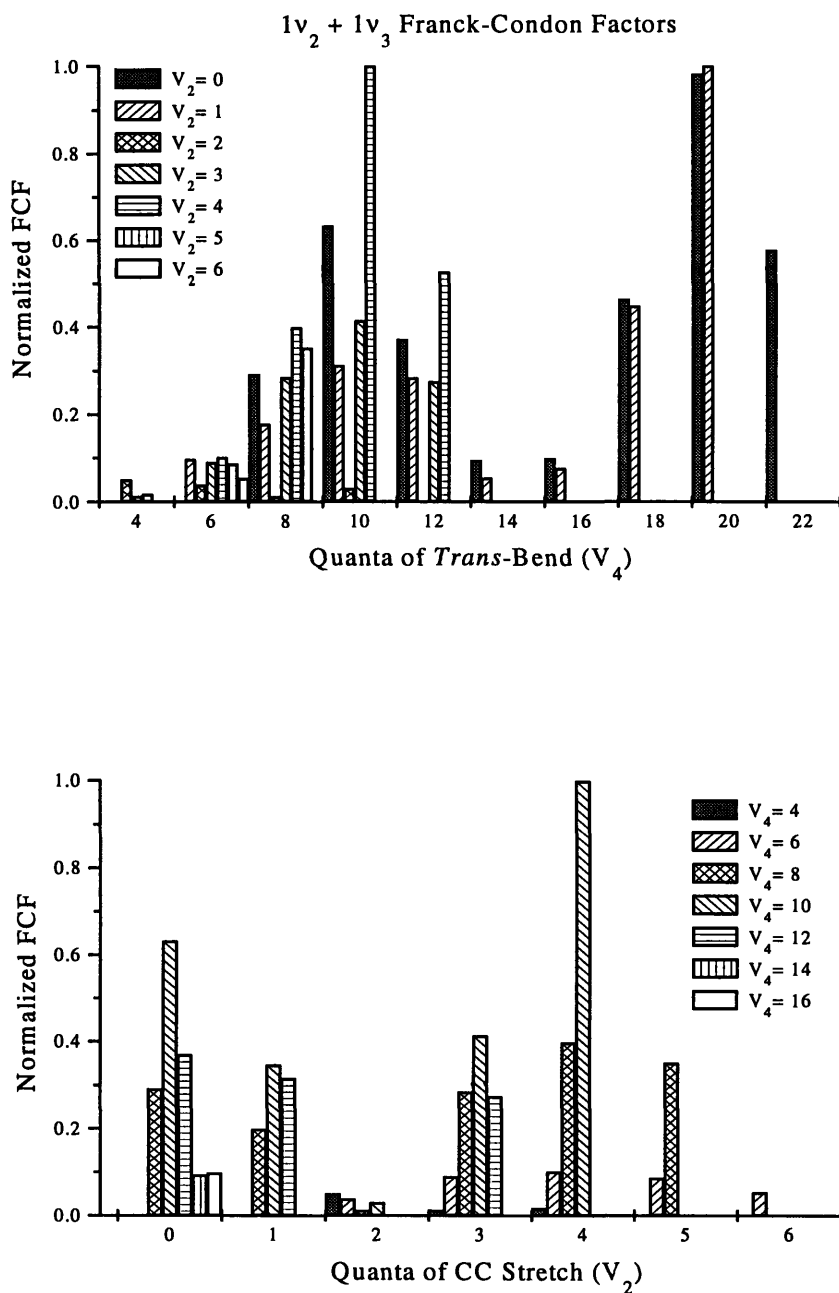 1ν₂ + 1ν₃ Franck-Condon Factors
1.0
0.8
0.6
0.4
0.2
0.0
Normalized FCF
V₂= 0
V₂= 1
V₂= 2
V₂= 3
V₂= 4
V₂= 5
V₂= 6
4 6 8 10 12 14 16 18 20 22
Quanta of Trans-Bend (V₄)
1.0
0.8
0.6
0.4
0.2
0.0
Normalized FCF
V₄= 4
V₄= 6
V₄= 8
V₄= 10
V₄= 12
V₄= 14
V₄= 16
0 1 2 3 4 5 6
Quanta of CC Stretch (V₂)